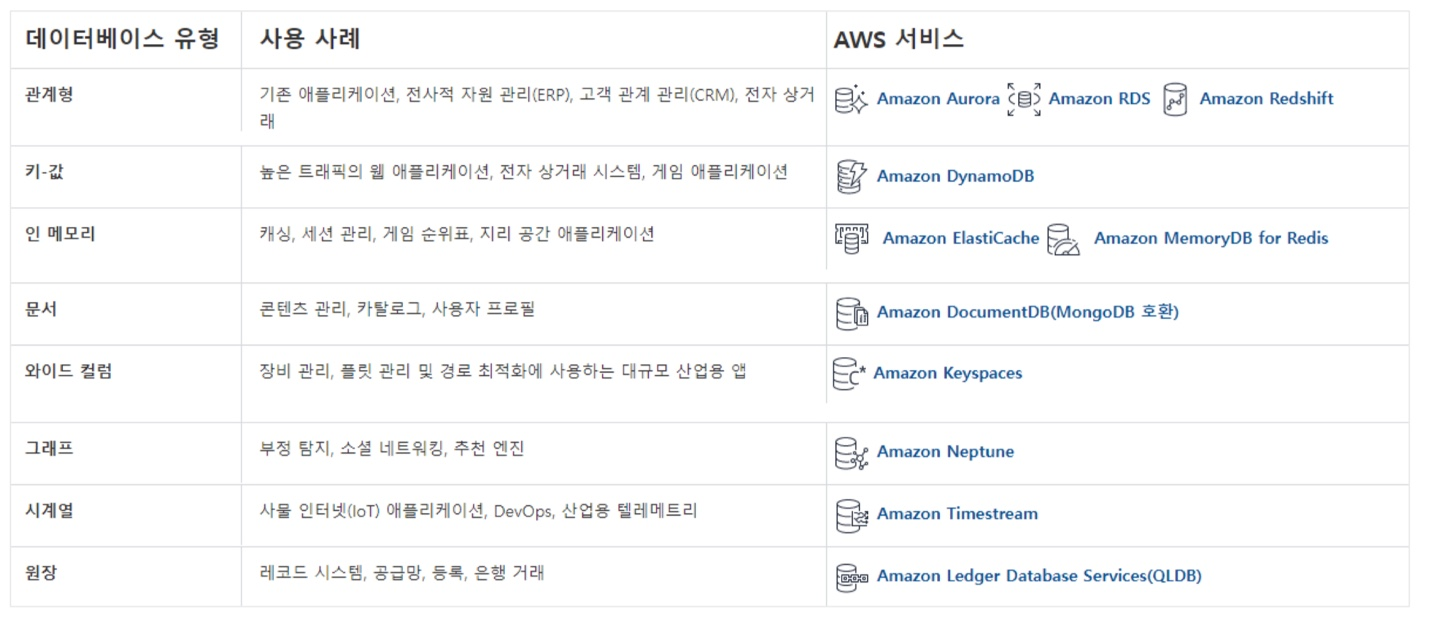 데이터베이스 유형 사용 사례 AWS 서비스
관계형 기존 애플리케이션, 전사적 자원 관리(ERP), 고객 관계 관리(CRM), 전자 상거
래 Amazon Aurora Amazon RDS Amazon Redshift
키-값 높은 트래픽의 웹 애플리케이션, 전자 상거래 시스템, 게임 애플리케이션 Amazon DynamoDB
인 메모리 캐싱, 세션 관리, 게임 순위표, 지리 공간 애플리케이션 Amazon ElastiCache Amazon MemoryDB for Redis
문서 콘텐츠 관리, 카탈로그, 사용자 프로필 Amazon DocumentDB(MongoDB 호환)
와이드 컬럼 장비 관리, 플릿 관리 및 경로 최적화에 사용하는 대규모 산업용 앱 Amazon Keyspaces
그래프 부정 탐지, 소셜 네트워킹, 추천 엔진 Amazon Neptune
시계열 사물 인터넷(IoT) 애플리케이션, DevOps, 산업용 텔레메트리 Amazon Timestream
원장 레코드 시스템, 공급망, 등록, 은행 거래 Amazon Ledger Database Services(QLDB)